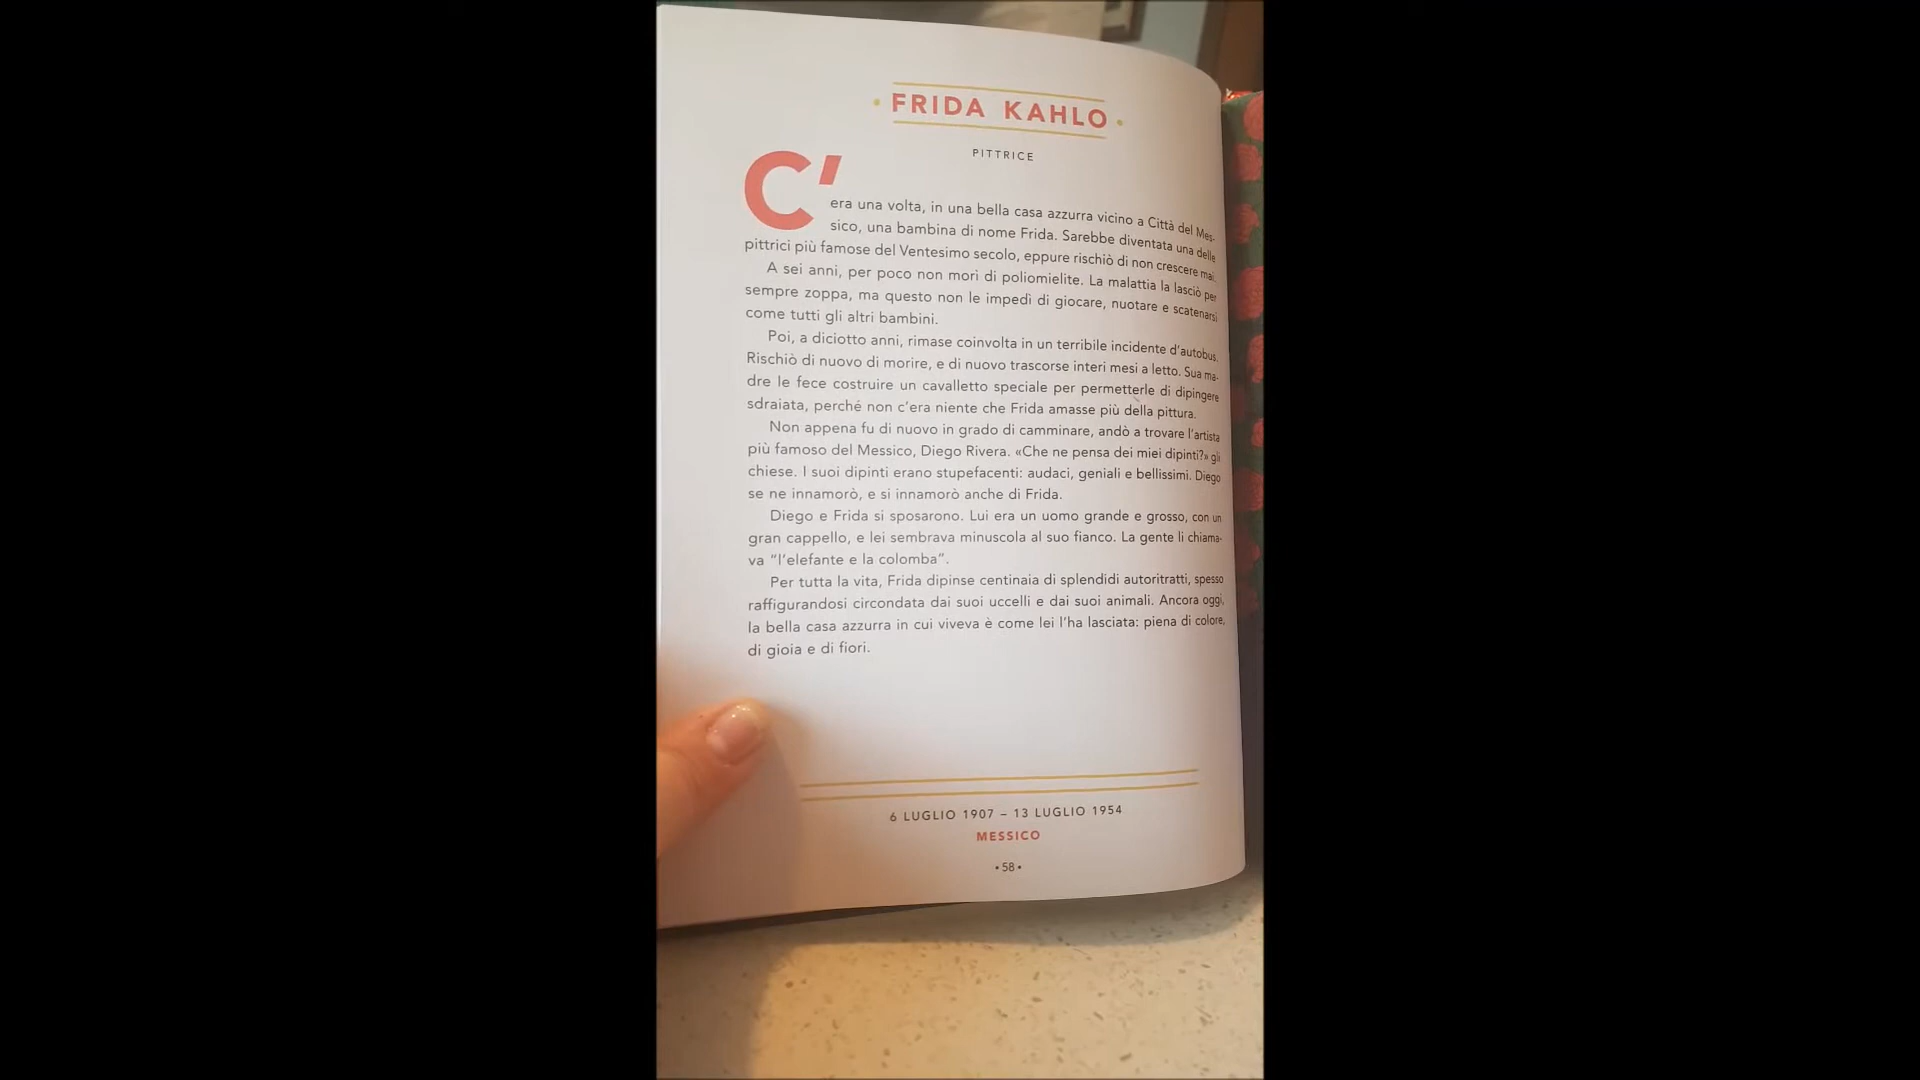 FRIDA KAHLO
PITTRICE
C'era una volta, in una bella casa azzurra vicino a Città del Mes-
sico, una bambina di nome Frida. Sarebbe diventata una delle
pittrici più famose del Ventesimo secolo, eppure rischiò di non crescere mai.
A sei anni, per poco non morì di poliomielite. La malattia la lasciò per
sempre zoppa, ma questo non le impedì di giocare, nuotare e scatenarsi
come tutti gli altri bambini.
Poi, a diciotto anni, rimase coinvolta in un terribile incidente d'autobus.
Rischiò di nuovo di morire, e di nuovo trascorse interi mesi a letto. Sua ma-
dre le fece costruire un cavalletto speciale per permetterle di dipingere
sdraiata, perché non c'era niente che Frida amasse più della pittura.
Non appena fu di nuovo in grado di camminare, andò a trovare l'artista
più famoso del Messico, Diego Rivera. «Che ne pensa dei miei dipinti?» gli
chiese. I suoi dipinti erano stupefacenti: audaci, geniali e bellissimi. Diego
se ne innamorò, e si innamorò anche di Frida.
Diego e Frida si sposarono. Lui era un uomo grande e grosso, con un
gran cappello, e lei sembrava minuscola al suo fianco. La gente li chiama-
va "l'elefante e la colomba".
Per tutta la vita, Frida dipinse centinaia di splendidi autoritratti, spesso
raffigurandosi circondata dai suoi uccelli e dai suoi animali. Ancora oggi,
la bella casa azzurra in cui viveva è come lei l'ha lasciata: piena di colore,
di gioia e di fiori.
6 LUGLIO 1907 – 13 LUGLIO 1954
MESSICO
• 58 •